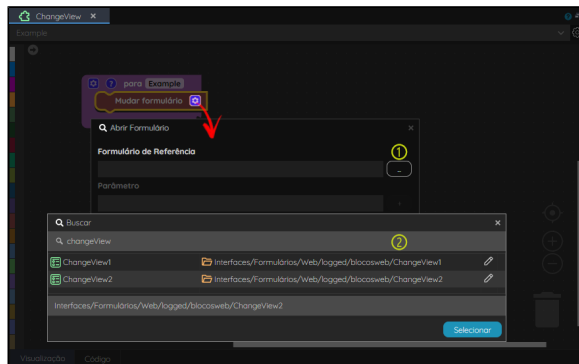 ChangeView ×
Example
para Example
Mudar formulário
Abrir Formulário ×
Formulário de Referência
1
...
Parâmetro
Buscar ×
changeView
2
ChangeView1 Interfaces/Formulários/Web/logged/blocosweb/ChangeView1
ChangeView2 Interfaces/Formulários/Web/logged/blocosweb/ChangeView2
Interfaces/Formulários/Web/logged/blocosweb/ChangeView2
Selecionar
Visualização Código